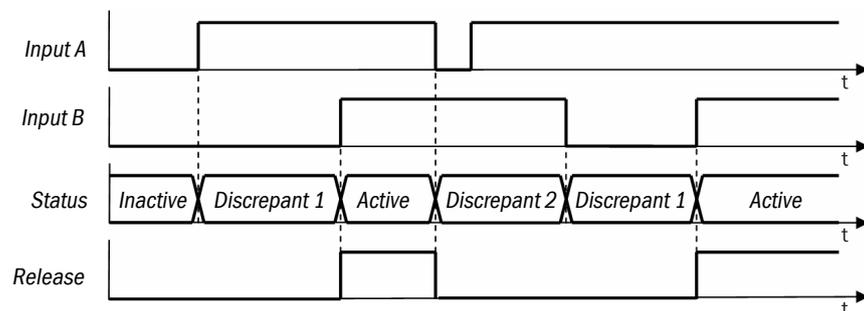 Input A
t
Input B
t
Status Inactive Discrepant 1 Active Discrepant 2 Discrepant 1 Active
t
Release
t